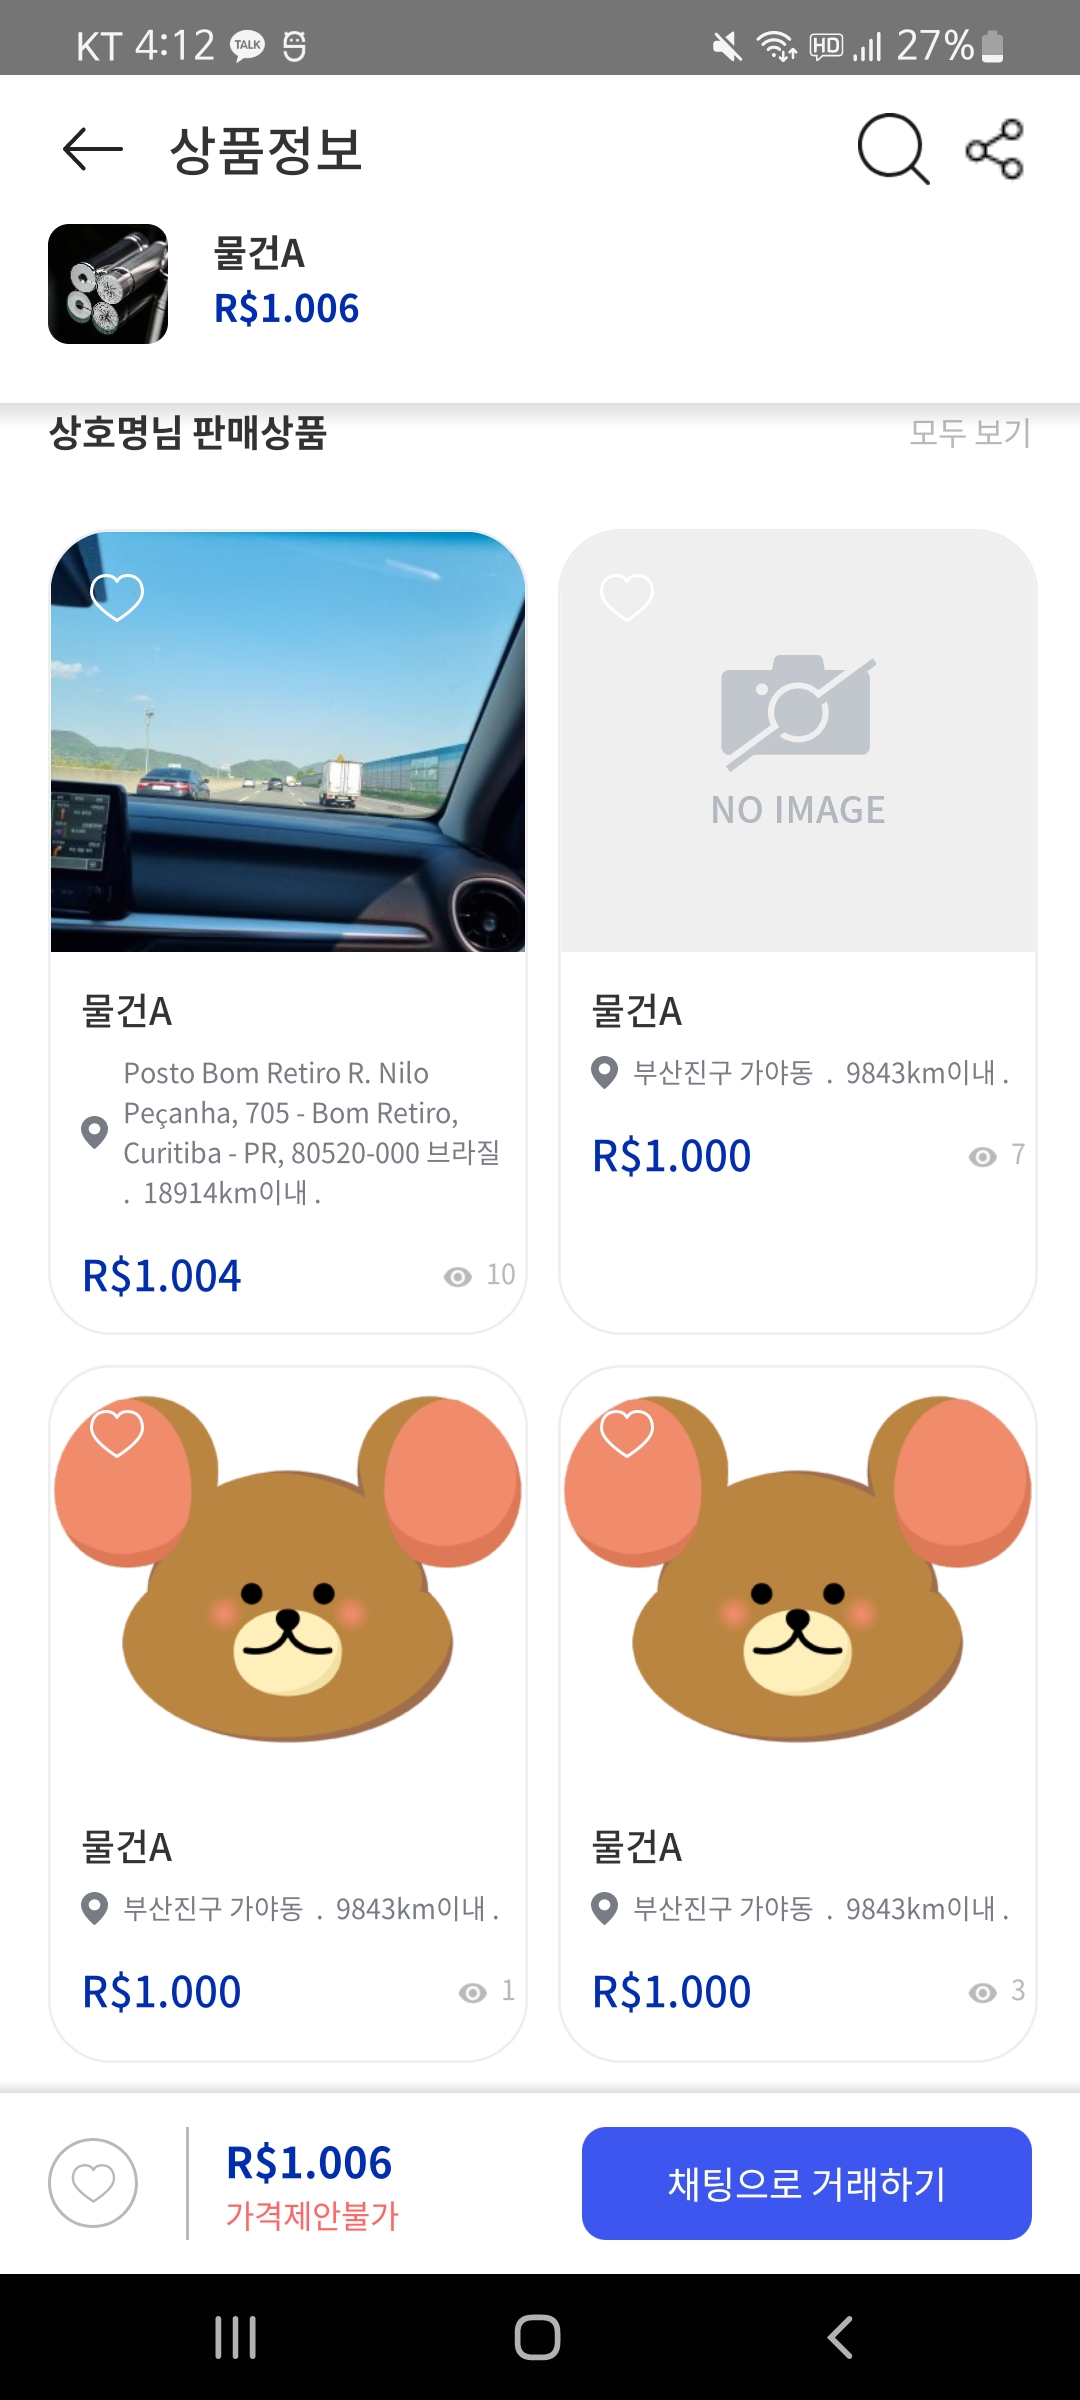 KT 4:12 TALK HD 27%
상품정보
물건A
R$1.006
상호명님 판매상품 모두 보기
NO IMAGE
물건A
Posto Bom Retiro R. Nilo
Peçanha, 705 - Bom Retiro,
Curitiba - PR, 80520-000 브라질
. 18914km이내 .
R$1.004 10
물건A
부산진구 가야동 . 9843km이내 .
R$1.000 7
물건A
부산진구 가야동 . 9843km이내 .
R$1.000 1
물건A
부산진구 가야동 . 9843km이내 .
R$1.000 3
R$1.006
가격제안불가
채팅으로 거래하기